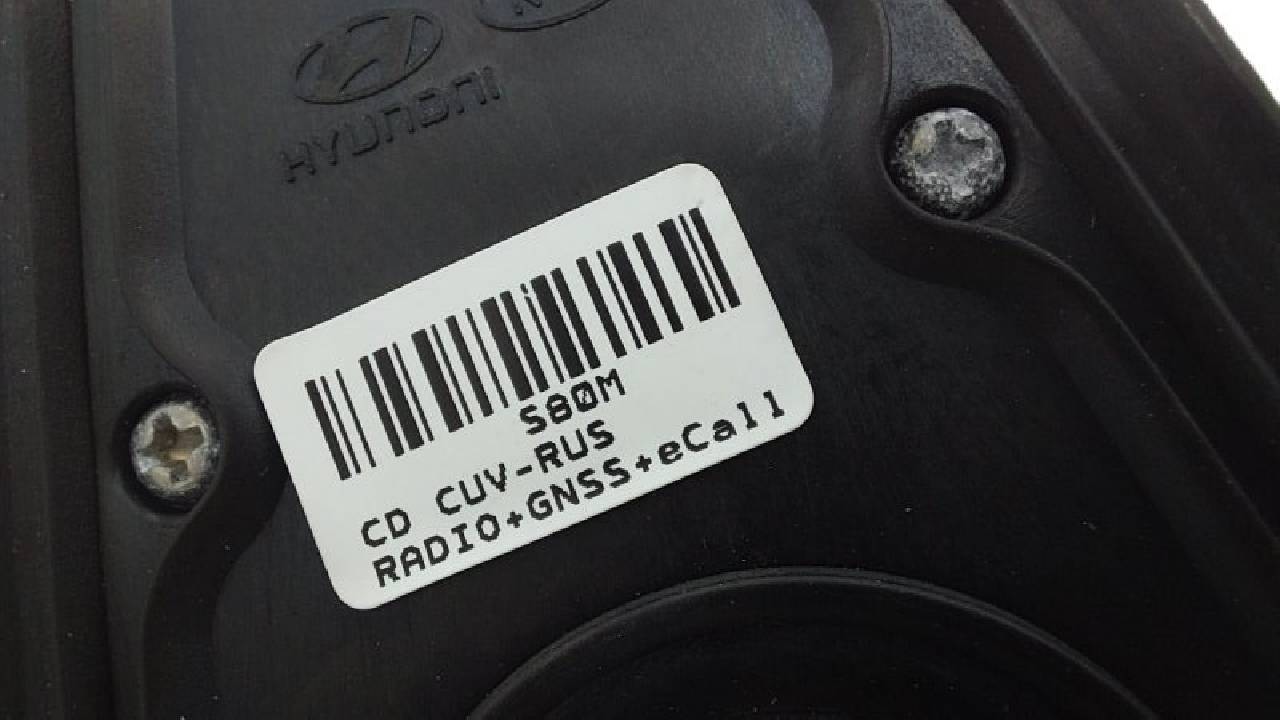 HYUNDAI
S80M
CD CUV-RUS
RADIO+GNSS+eCall